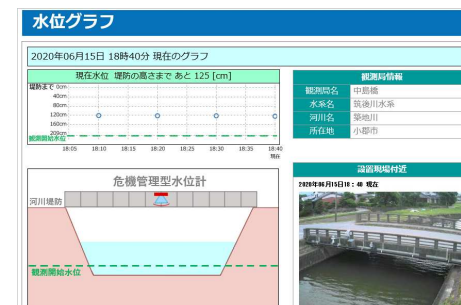 水位グラフ
2020年06月15日 18時40分 現在のグラフ
現在水位 堤防の高さまで あと 125 [cm]
堤防まで 0cm
40cm
80cm
120cm
160cm
200cm
観測開始水位
18:05 18:10 18:15 18:20 18:25 18:30 18:35 18:40
現在
観測局情報
観測局名 中島橋
水系名 筑後川水系
河川名 築地川
所在地 小郡市
危機管理型水位計
河川堤防
観測開始水位
設置現場付近
2020年06月15日18:40 現在